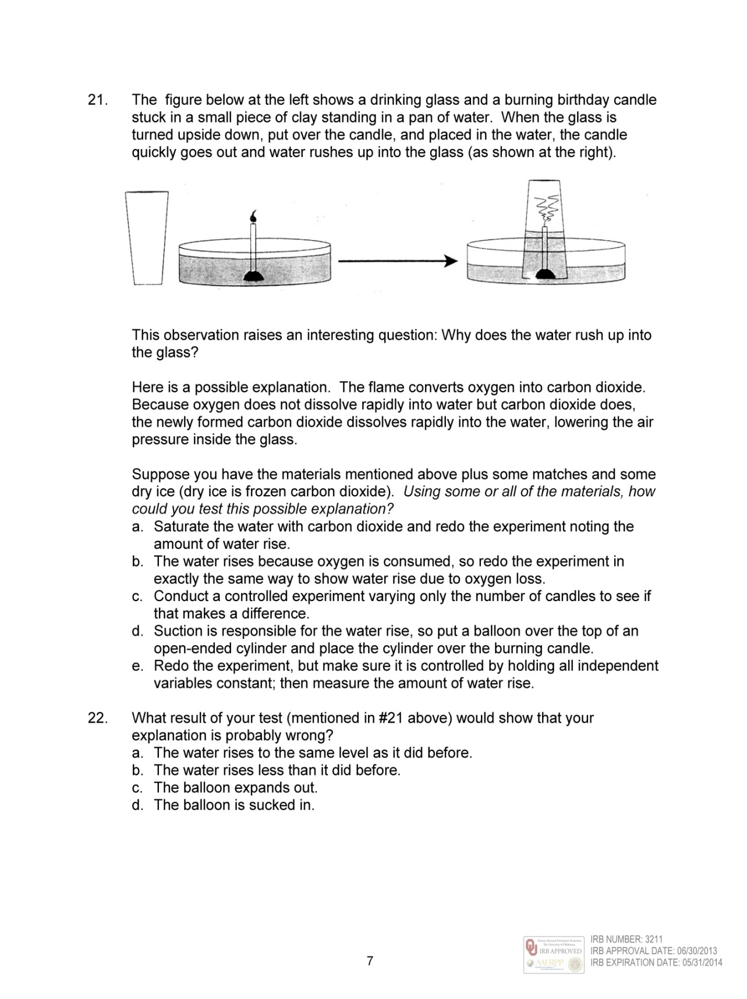 21. The figure below at the left shows a drinking glass and a burning birthday candle
stuck in a small piece of clay standing in a pan of water. When the glass is
turned upside down, put over the candle, and placed in the water, the candle
quickly goes out and water rushes up into the glass (as shown at the right).
This observation raises an interesting question: Why does the water rush up into
the glass?
Here is a possible explanation. The flame converts oxygen into carbon dioxide.
Because oxygen does not dissolve rapidly into water but carbon dioxide does,
the newly formed carbon dioxide dissolves rapidly into the water, lowering the air
pressure inside the glass.
Suppose you have the materials mentioned above plus some matches and some
dry ice (dry ice is frozen carbon dioxide). Using some or all of the materials, how
could you test this possible explanation?
a. Saturate the water with carbon dioxide and redo the experiment noting the
amount of water rise.
b. The water rises because oxygen is consumed, so redo the experiment in
exactly the same way to show water rise due to oxygen loss.
c. Conduct a controlled experiment varying only the number of candles to see if
that makes a difference.
d. Suction is responsible for the water rise, so put a balloon over the top of an
open-ended cylinder and place the cylinder over the burning candle.
e. Redo the experiment, but make sure it is controlled by holding all independent
variables constant; then measure the amount of water rise.
22. What result of your test (mentioned in #21 above) would show that your
explanation is probably wrong?
a. The water rises to the same level as it did before.
b. The water rises less than it did before.
c. The balloon expands out.
d. The balloon is sucked in.
7
IRB APPROVED
AAHRPP
IRB NUMBER: 3211
IRB APPROVAL DATE: 06/30/2013
IRB EXPIRATION DATE: 05/31/2014